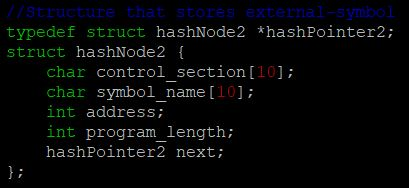 //Structure that stores external-symbol
typedef struct hashNode2 *hashPointer2;
struct hashNode2 {
    char control_section[10];
    char symbol_name[10];
    int address;
    int program_length;
    hashPointer2 next;
};